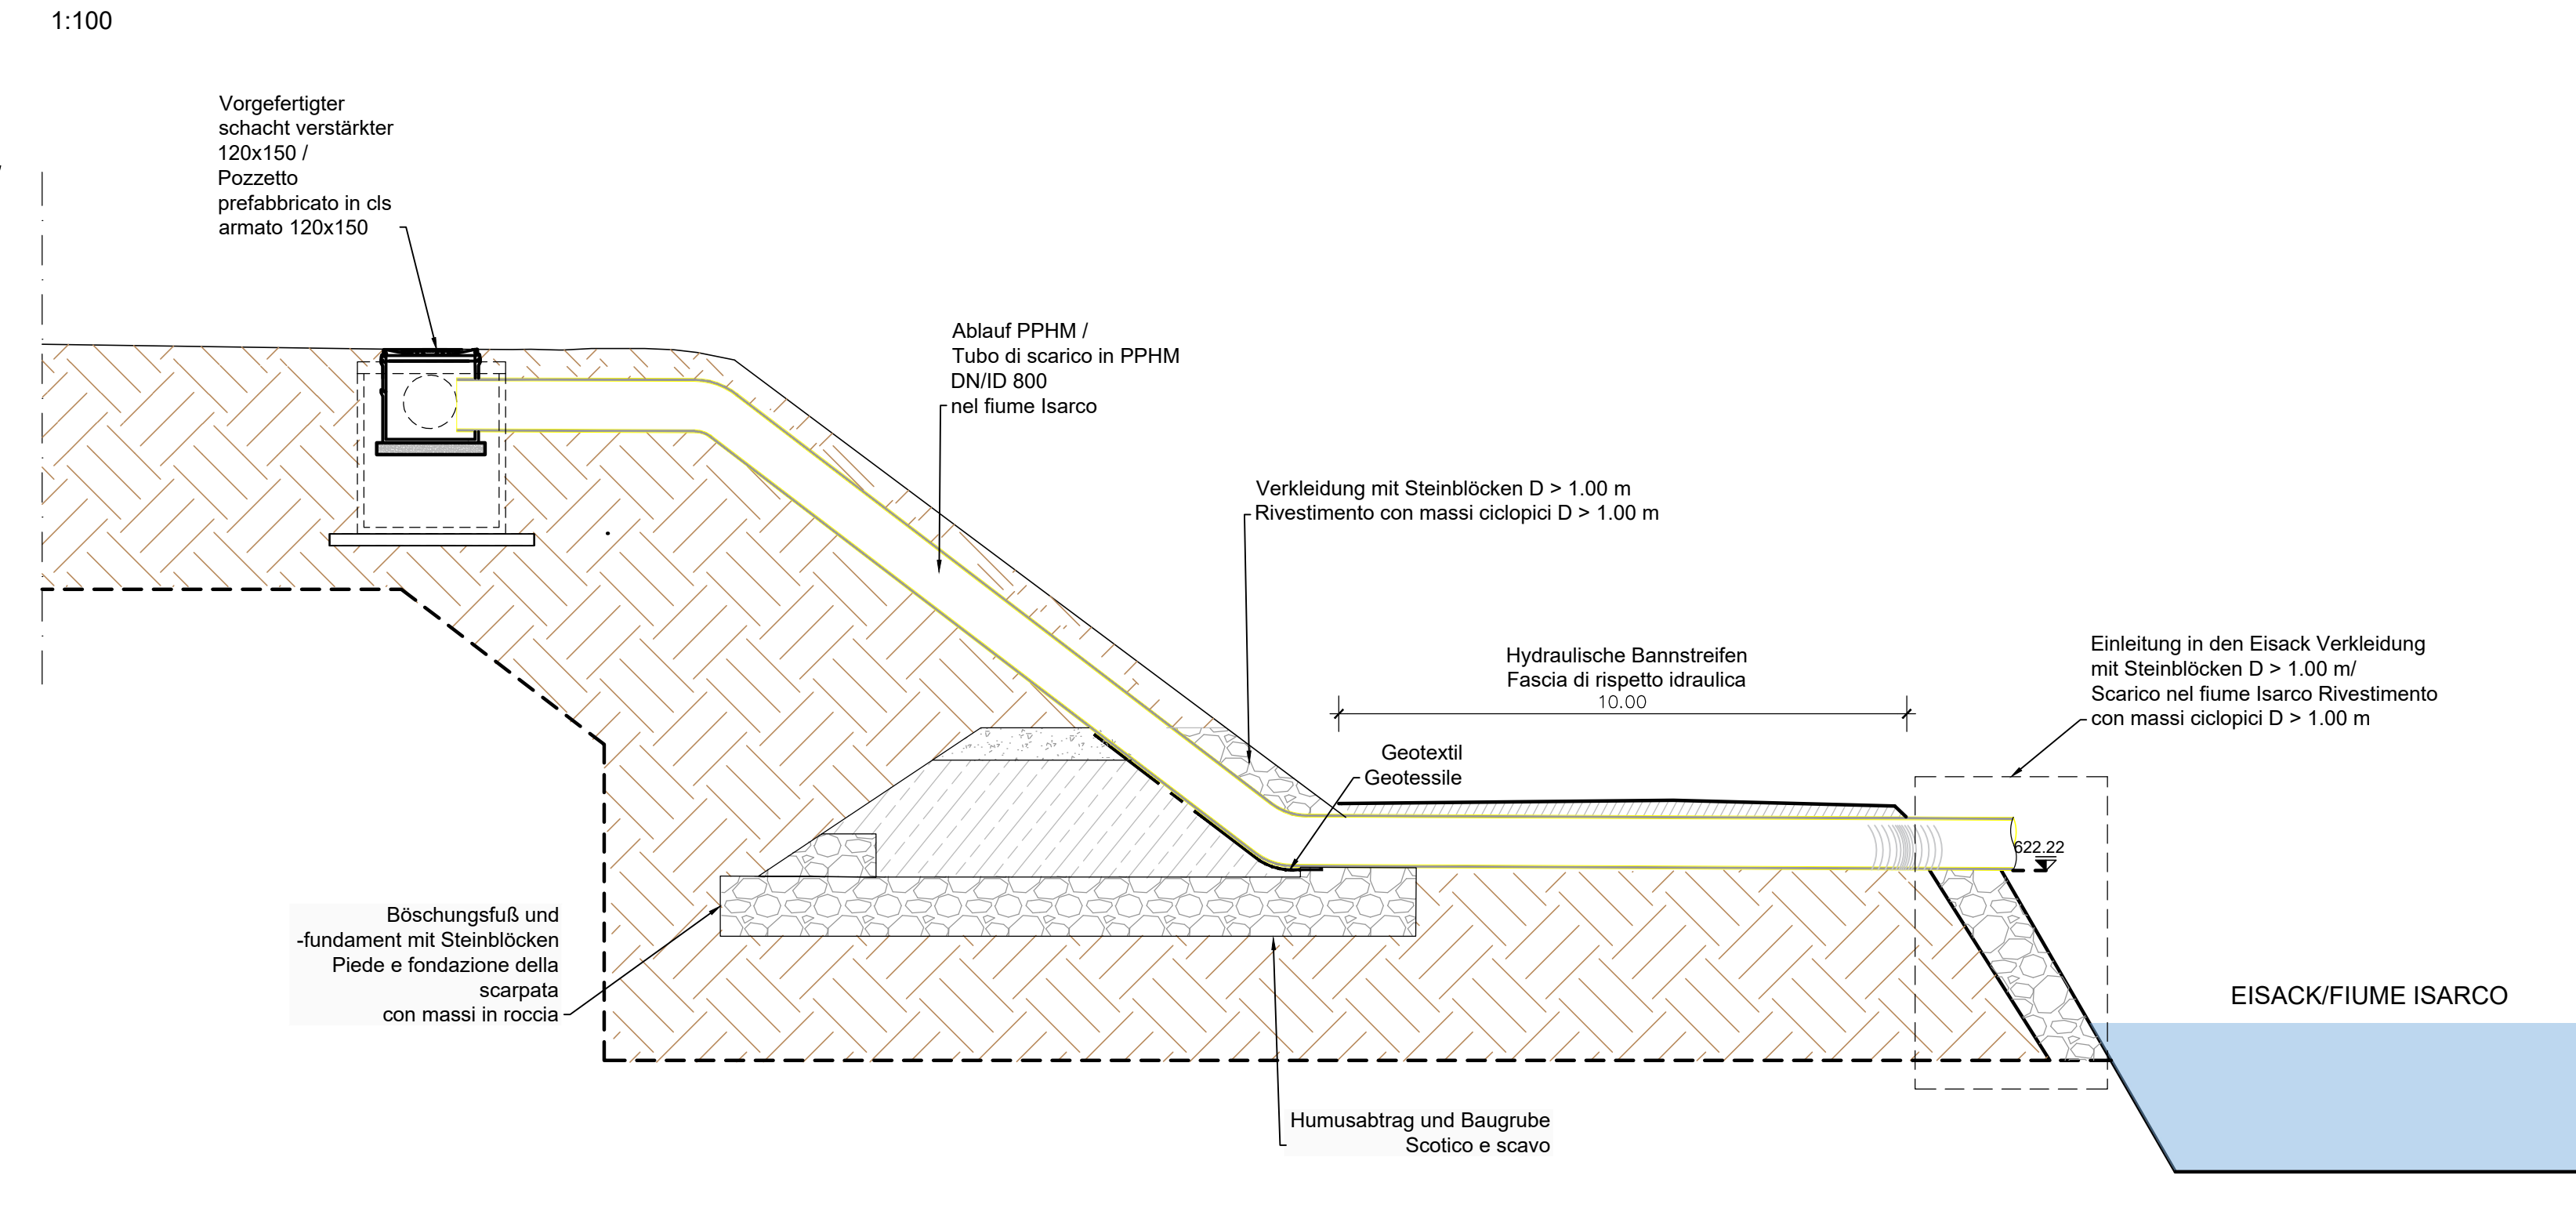 1:100
Vorgefertigter
schacht verstärkter
120x150 /
Pozzetto
prefabbricato in cls
armato 120x150
Ablauf PPHM /
Tubo di scarico in PPHM
DN/ID 800
nel fiume Isarco
Verkleidung mit Steinblöcken D > 1.00 m
Rivestimento con massi ciclopici D > 1.00 m
Hydraulische Bannstreifen
Fascia di rispetto idraulica
10.00
Einleitung in den Eisack Verkleidung
mit Steinblöcken D > 1.00 m/
Scarico nel fiume Isarco Rivestimento
con massi ciclopici D > 1.00 m
Geotextil
Geotessile
622.22
Böschungsfuß und
-fundament mit Steinblöcken
Piede e fondazione della
scarpata
con massi in roccia
EISACK/FIUME ISARCO
Humusabtrag und Baugrube
Scotico e scavo